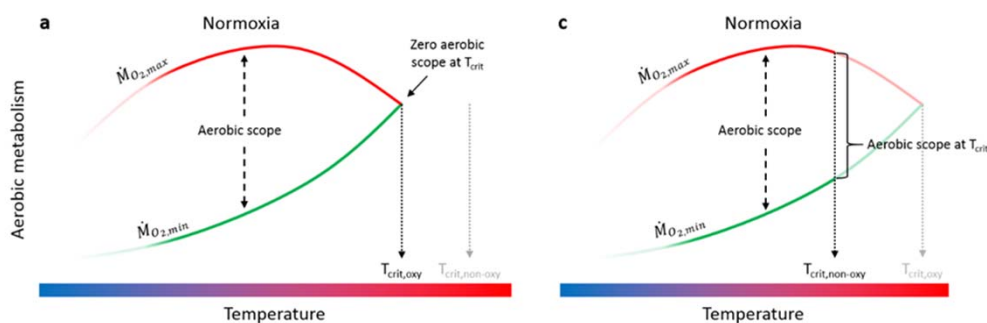 a
Normoxia
Zero aerobic
scope at Tcrit
ṀO2,max
Aerobic scope
Aerobic metabolism
ṀO2,min
Tcrit,oxy
Tcrit,non-oxy
Temperature
c
Normoxia
ṀO2,max
Aerobic scope
Aerobic scope at Tcrit
ṀO2,min
Tcrit,non-oxy
Tcrit,oxy
Temperature